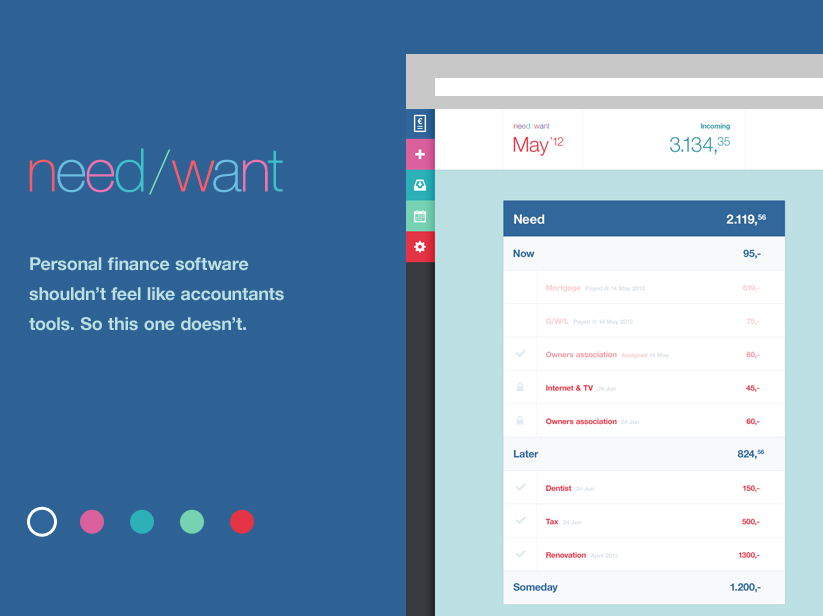 need/want
Personal finance software
shouldn't feel like accountants
tools. So this one doesn't.
need/want
May '12
Incoming
3.134,35
Need 2.119,56
Now 95,-
Mortgage Payed @ 14 May 2012 619,-
G/W/L Payed @ 14 May 2012 75,-
Owners association Assigned 14 May 60,-
Internet & TV 24 Jun 45,-
Owners association 24 Jun 60,-
Later 824,56
Dentist 24 Jun 150,-
Tax 24 Jun 500,-
Renovation April 2013 1300,-
Someday 1.200,-